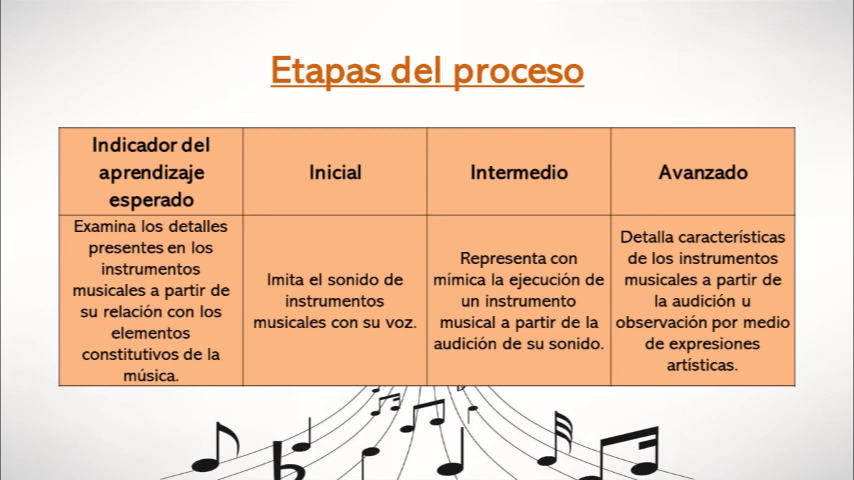 Etapas del proceso
Indicador del
aprendizaje
esperado
Inicial
Intermedio
Avanzado
Examina los detalles
presentes en los
instrumentos
musicales a partir de
su relación con los
elementos
constitutivos de la
música.
Imita el sonido de
instrumentos
musicales con su voz.
Representa con
mímica la ejecución de
un instrumento
musical a partir de la
audición de su sonido.
Detalla características
de los instrumentos
musicales a partir de
la audición u
observación por medio
de expresiones
artísticas.